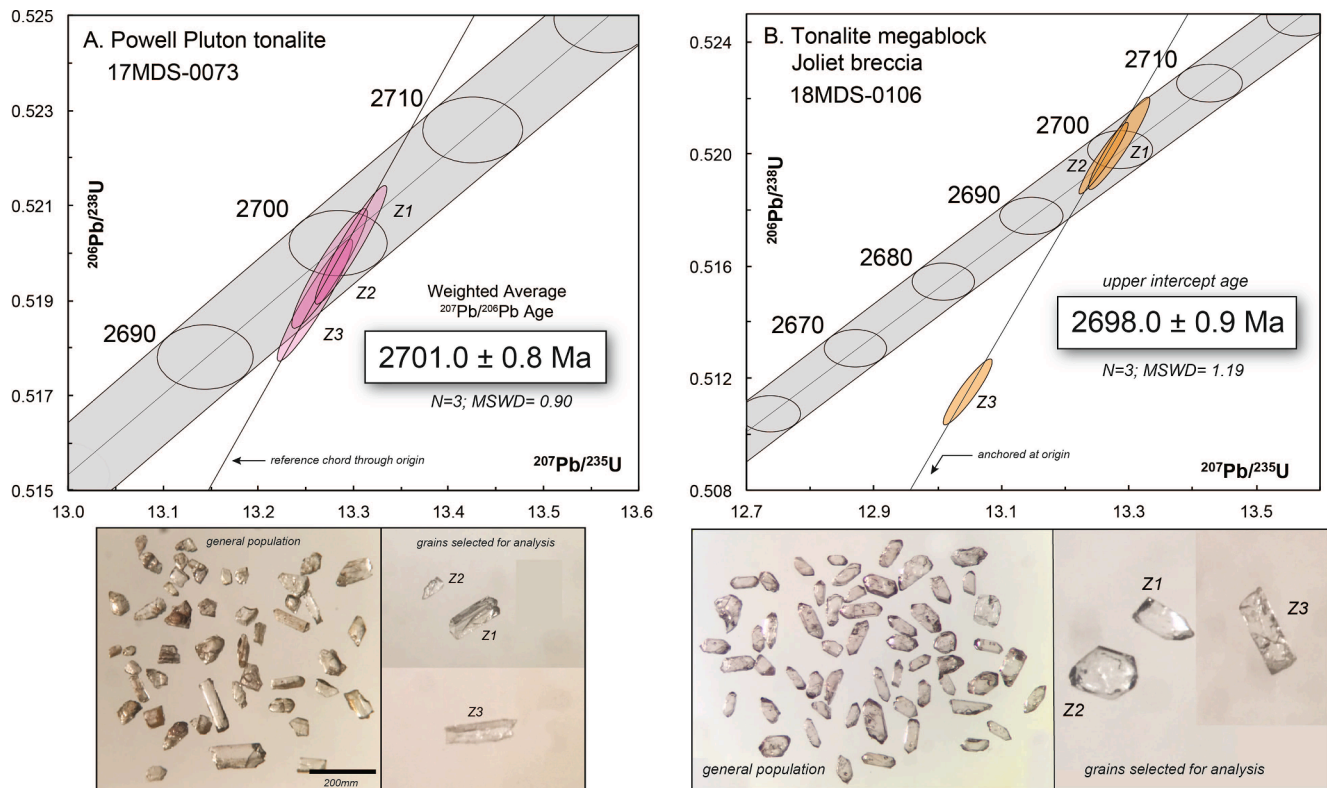 A. Powell Pluton tonalite
17MDS-0073
0.525
0.523
0.521
0.519
0.517
0.515
²⁰⁶Pb/²³⁸U
2710
2700
2690
Z1
Z2
Z3
Weighted Average
²⁰⁷Pb/²⁰⁶Pb Age
2701.0 ± 0.8 Ma
N=3; MSWD= 0.90
reference chord through origin
²⁰⁷Pb/²³⁵U
13.0
13.1
13.2
13.3
13.4
13.5
13.6
general population
grains selected for analysis
Z2
Z1
Z3
200mm
B. Tonalite megablock
Joliet breccia
18MDS-0106
0.524
0.520
0.516
0.512
0.508
²⁰⁶Pb/²³⁸U
2710
2700
2690
2680
2670
Z1
Z2
Z3
upper intercept age
2698.0 ± 0.9 Ma
N=3; MSWD= 1.19
anchored at origin
²⁰⁷Pb/²³⁵U
12.7
12.9
13.1
13.3
13.5
Z1
Z3
Z2
general population
grains selected for analysis